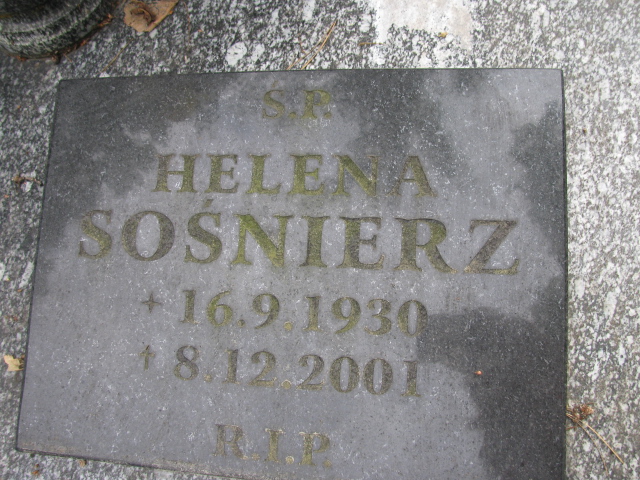 S.P.
HELENA
SOŚNIERZ
+ 16.9.1930
† 8.12.2001
R.I.P.